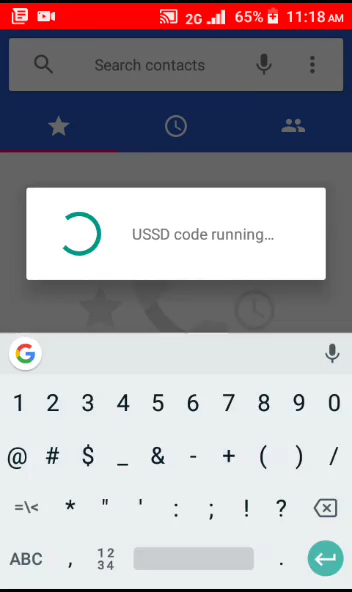 2G 65% 11:18 AM
Search contacts
USSD code running...
G
1 2 3 4 5 6 7 8 9 0
@ # $ _ & - + ( ) /
=\< * " ' : ; ! ?
ABC , 12 34 .